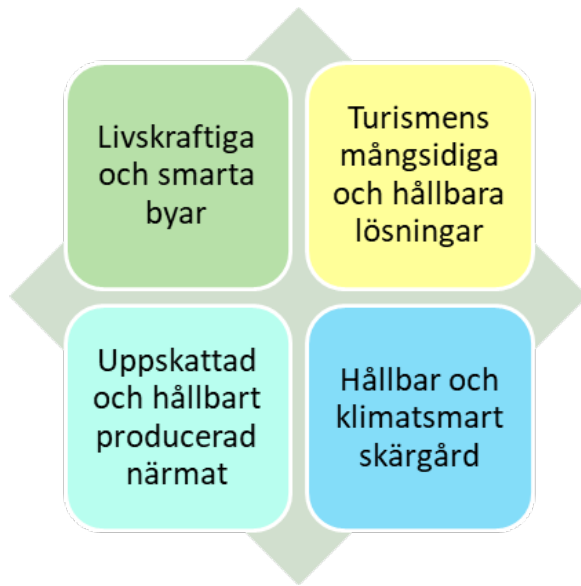 Livskraftiga
och smarta
byar
Turismens
mångsidiga
och hållbara
lösningar
Uppskattad
och hållbart
producerad
närmat
Hållbar och
klimatsmart
skärgård